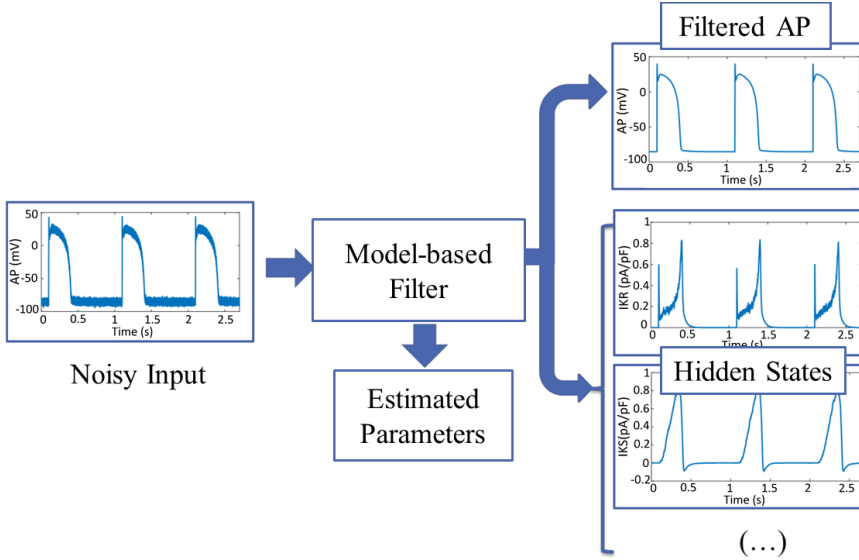 Filtered AP
50
0
-50
-100
AP (mV)
0 0.5 1 1.5 2 2.5
Time (s)
50
0
-50
-100
AP (mV)
0 0.5 1 1.5 2 2.5
Time (s)
Noisy Input
Model-based
Filter
Estimated
Parameters
1
0.8
0.6
0.4
0.2
0
IKR (pA/pF)
0 0.5 1 1.5 2 2.5
Time (s)
Hidden States
1
0.8
0.6
0.4
0.2
0
-0.2
IKS(pA/pF)
0 0.5 1 1.5 2 2.5
Time (s)
(…)